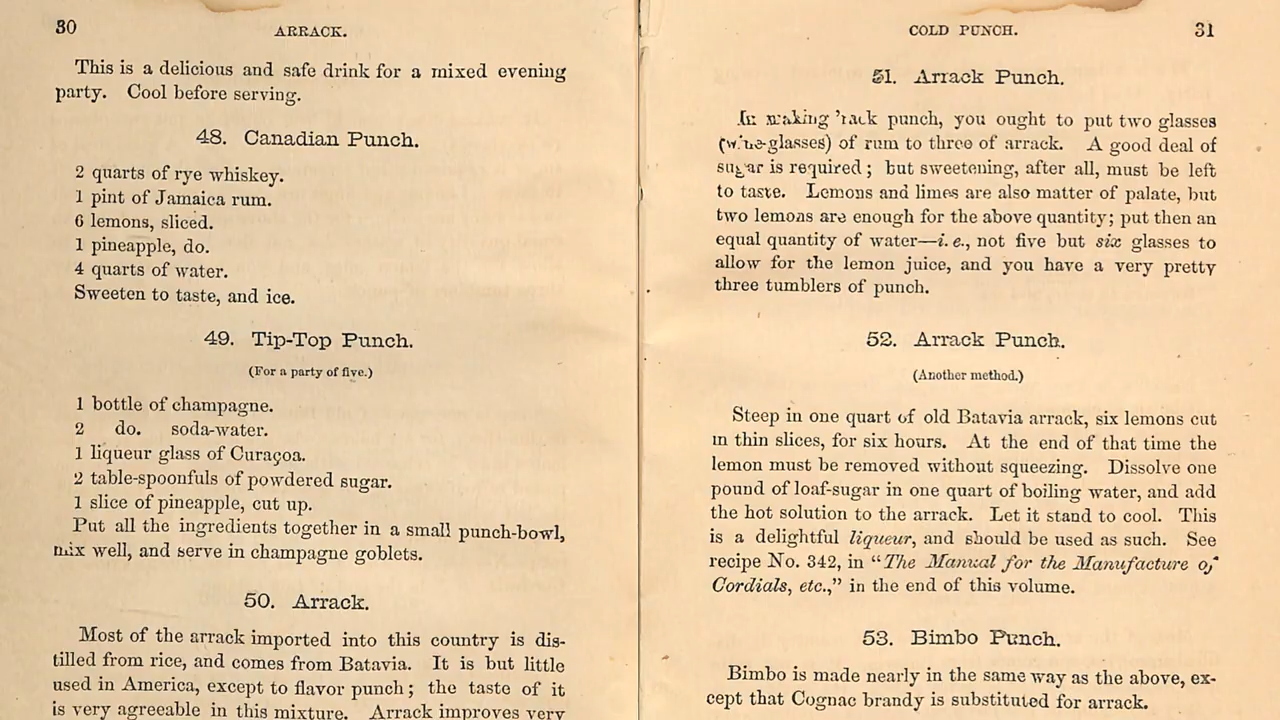 30
ARRACK.
This is a delicious and safe drink for a mixed evening
party. Cool before serving.
48. Canadian Punch.
2 quarts of rye whiskey.
1 pint of Jamaica rum.
6 lemons, sliced.
1 pineapple, do.
4 quarts of water.
Sweeten to taste, and ice.
49. Tip-Top Punch.
(For a party of five.)
1 bottle of champagne.
2 do. soda-water.
1 liqueur glass of Curaçoa.
2 table-spoonfuls of powdered sugar.
1 slice of pineapple, cut up.
Put all the ingredients together in a small punch-bowl,
mix well, and serve in champagne goblets.
50. Arrack.
Most of the arrack imported into this country is dis-
tilled from rice, and comes from Batavia. It is but little
used in America, except to flavor punch; the taste of it
is very agreeable in this mixture. Arrack improves very
COLD PUNCH.
31
51. Arrack Punch.
In making 'rack punch, you ought to put two glasses
(wine-glasses) of rum to three of arrack. A good deal of
sugar is required; but sweetening, after all, must be left
to taste. Lemons and limes are also matter of palate, but
two lemons are enough for the above quantity; put then an
equal quantity of water—i. e., not five but six glasses to
allow for the lemon juice, and you have a very pretty
three tumblers of punch.
52. Arrack Punch.
(Another method.)
Steep in one quart of old Batavia arrack, six lemons cut
in thin slices, for six hours. At the end of that time the
lemon must be removed without squeezing. Dissolve one
pound of loaf-sugar in one quart of boiling water, and add
the hot solution to the arrack. Let it stand to cool. This
is a delightful liqueur, and should be used as such. See
recipe No. 342, in “The Manual for the Manufacture of
Cordials, etc.,” in the end of this volume.
53. Bimbo Punch.
Bimbo is made nearly in the same way as the above, ex-
cept that Cognac brandy is substituted for arrack.